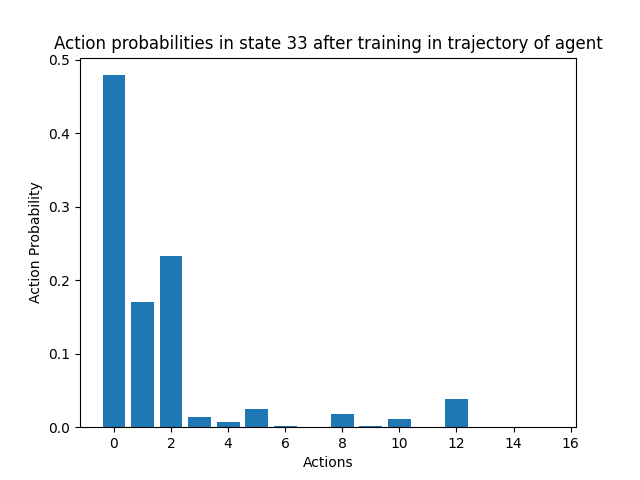 Action probabilities in state 33 after training in trajectory of agent
0.5
0.4
0.3
0.2
0.1
0.0
Action Probability
0 2 4 6 8 10 12 14 16
Actions